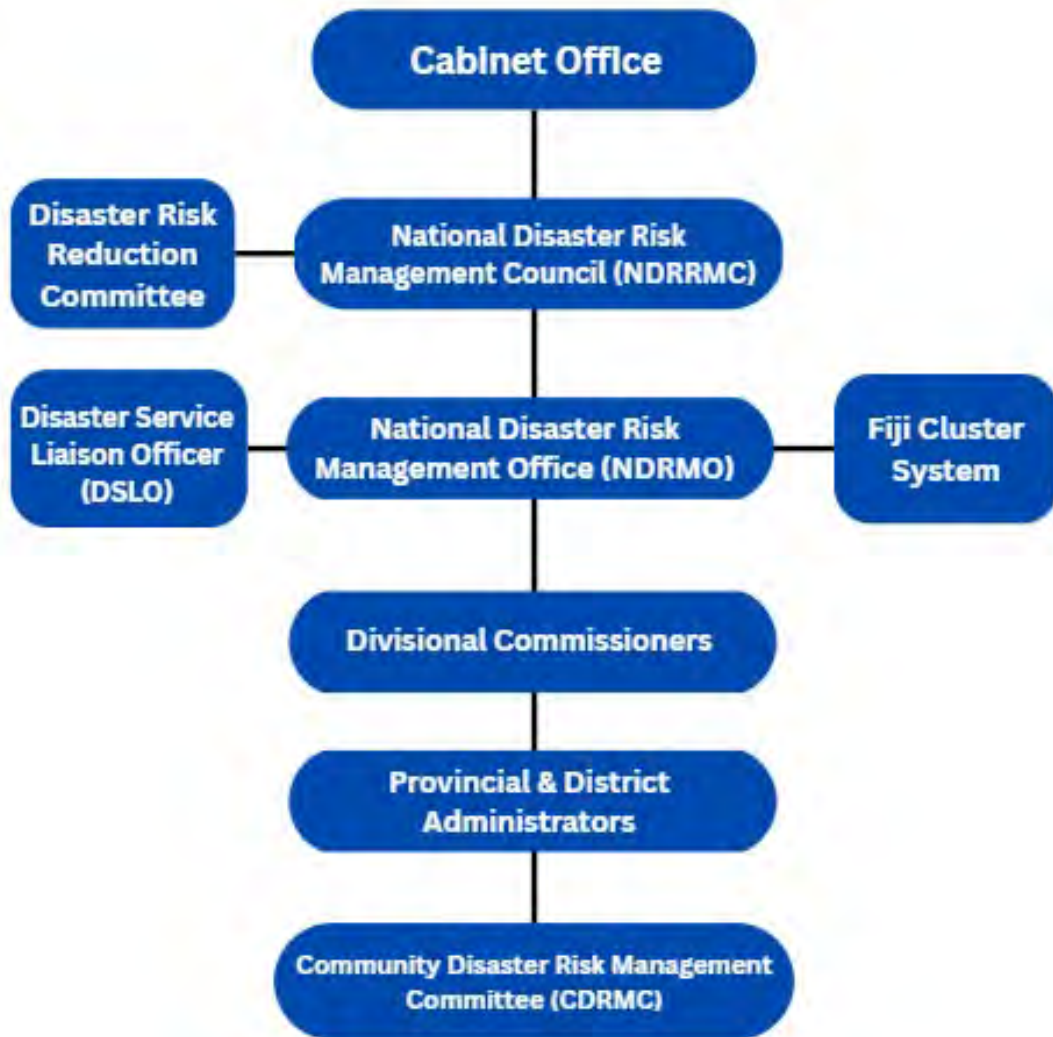 Cabinet Office
Disaster Risk
Reduction
Committee
National Disaster Risk
Management Council (NDRRMC)
Disaster Service
Liaison Officer
(DSLO)
National Disaster Risk
Management Office (NDRMO)
Fiji Cluster
System
Divisional Commissioners
Provincial & District
Administrators
Community Disaster Risk Management
Committee (CDRMC)